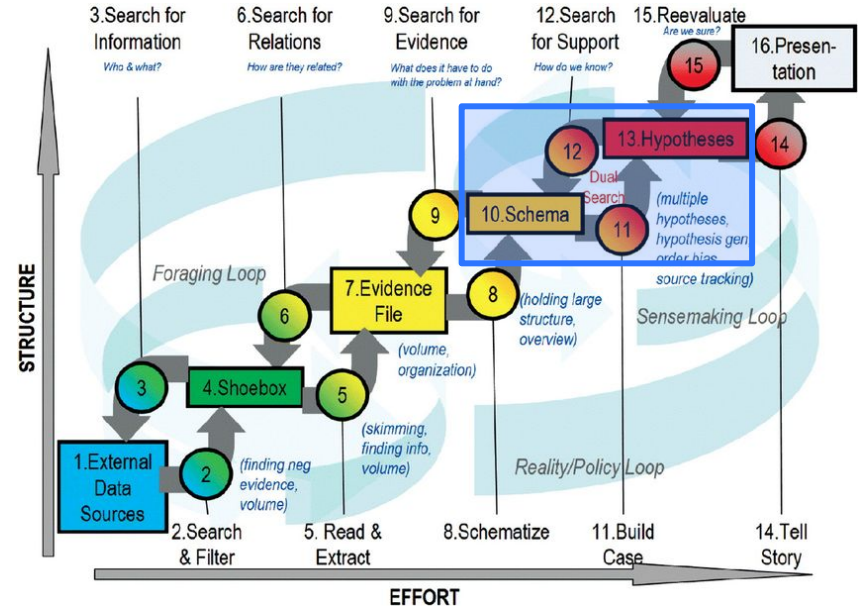 3.Search for
Information
Who & what?
6.Search for
Relations
How are they related?
9.Search for
Evidence
What does it have to do
with the problem at hand?
12.Search
for Support
How do we know?
15.Reevaluate
Are we sure?
16.Presen-
tation
15
14
13.Hypotheses
12
Dual
Search
11
(multiple
hypotheses,
hypothesis gen,
order bias,
source tracking)
10.Schema
9
8
(holding large
structure,
overview)
7.Evidence
File
(volume,
organization)
6
5
(skimming,
finding info,
volume)
4.Shoebox
3
2
(finding neg
evidence,
volume)
1.External
Data
Sources
Foraging Loop
Sensemaking Loop
Reality/Policy Loop
2.Search
& Filter
5. Read &
Extract
8.Schematize
11.Build
Case
14.Tell
Story
STRUCTURE
EFFORT